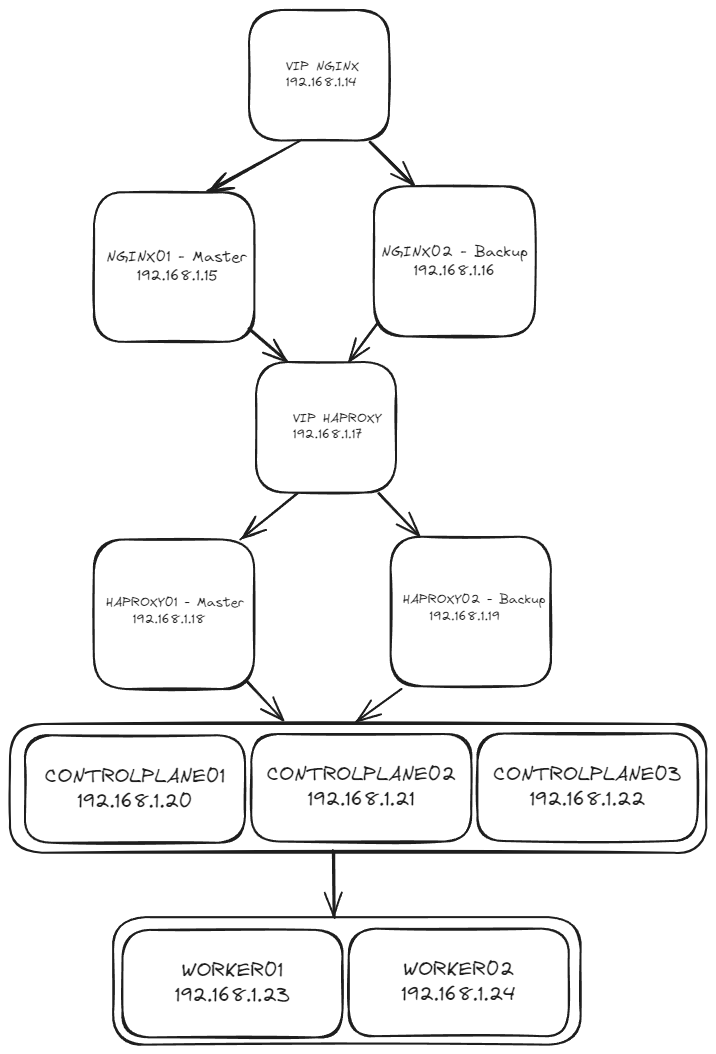 VIP NGINX
192.168.1.14
NGINX01 - Master
192.168.1.15
NGINX02 - Backup
192.168.1.16
VIP HAPROXY
192.168.1.17
HAPROXY01 - Master
192.168.1.18
HAPROXY02 - Backup
192.168.1.19
CONTROLPLANE01
192.168.1.20
CONTROLPLANE02
192.168.1.21
CONTROLPLANE03
192.168.1.22
WORKER01
192.168.1.23
WORKER02
192.168.1.24